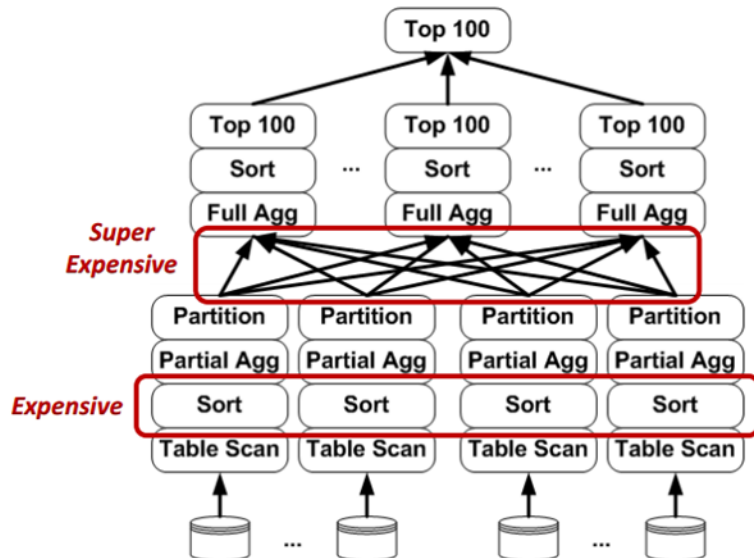 Top 100
Top 100 Top 100 Top 100
Sort ... Sort ... Sort
Full Agg Full Agg Full Agg
Super
Expensive
Partition Partition Partition Partition
Partial Agg Partial Agg Partial Agg Partial Agg
Expensive Sort Sort Sort Sort
Table Scan Table Scan Table Scan Table Scan
... ...